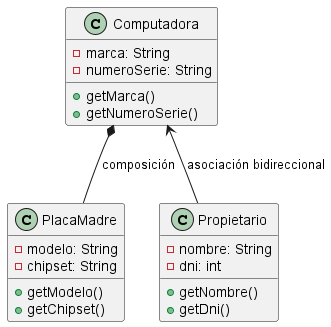 C Computadora
marca: String
numeroSerie: String
getMarca()
getNumeroSerie()
composición
asociación bidireccional
C PlacaMadre
modelo: String
chipset: String
getModelo()
getChipset()
C Propietario
nombre: String
dni: int
getNombre()
getDni()